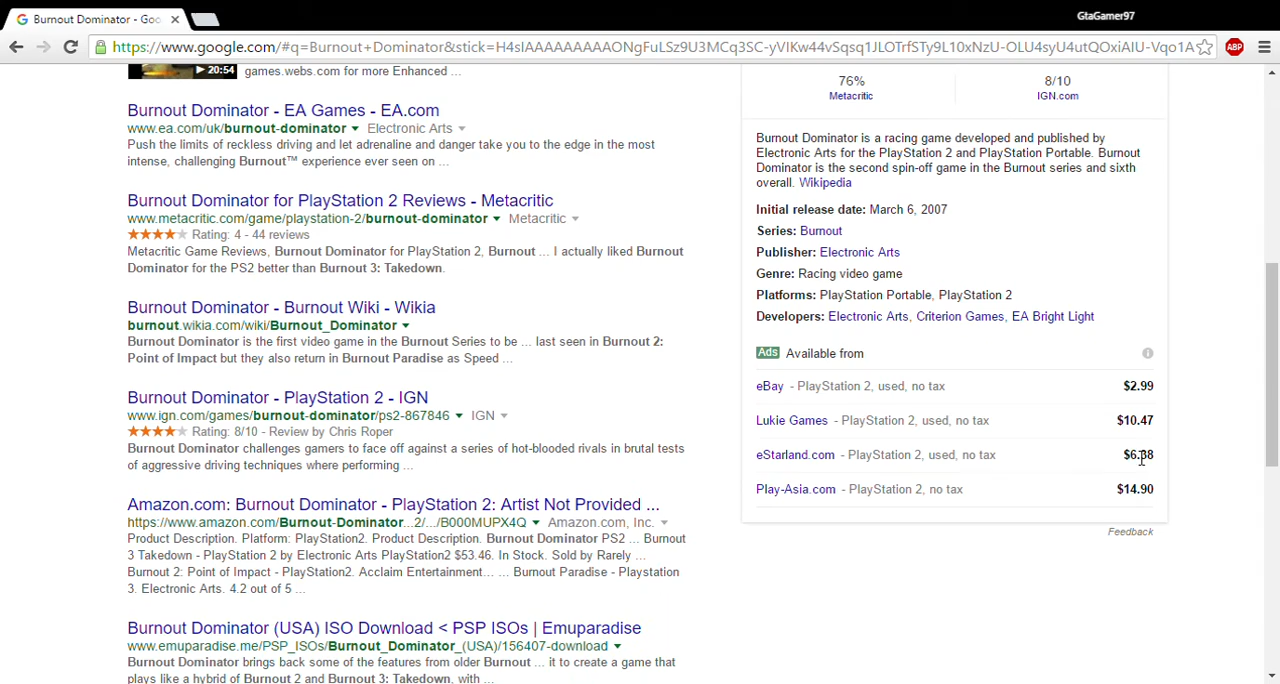 Burnout Dominator - Goo
GtaGamer97
https://www.google.com/#q=Burnout+Dominator&stick=H4sIAAAAAAAAAONgFuLSz9U3MCq3SC-yVIKw44vSqsq1JLOTrfSTy9L10xNzU-OLU4syU4utQOxiAIU-Vqo1A
ABP
20:54
games.webs.com for more Enhanced ...
Burnout Dominator - EA Games - EA.com
www.ea.com/uk/burnout-dominator Electronic Arts
Push the limits of reckless driving and let adrenaline and danger take you to the edge in the most
intense, challenging Burnout™ experience ever seen on ...
Burnout Dominator for PlayStation 2 Reviews - Metacritic
www.metacritic.com/game/playstation-2/burnout-dominator Metacritic
Rating: 4 - 44 reviews
Metacritic Game Reviews, Burnout Dominator for PlayStation 2, Burnout ... I actually liked Burnout
Dominator for the PS2 better than Burnout 3: Takedown.
Burnout Dominator - Burnout Wiki - Wikia
burnout.wikia.com/wiki/Burnout_Dominator
Burnout Dominator is the first video game in the Burnout Series to be ... last seen in Burnout 2:
Point of Impact but they also return in Burnout Paradise as Speed ...
Burnout Dominator - PlayStation 2 - IGN
www.ign.com/games/burnout-dominator/ps2-867846 IGN
Rating: 8/10 - Review by Chris Roper
Burnout Dominator challenges gamers to face off against a series of hot-blooded rivals in brutal tests
of aggressive driving techniques where performing ...
Amazon.com: Burnout Dominator - PlayStation 2: Artist Not Provided ...
https://www.amazon.com/Burnout-Dominator...2/.../B000MUPX4Q Amazon.com, Inc.
Product Description. Platform: PlayStation2. Product Description. Burnout Dominator PS2 ... Burnout
3 Takedown - PlayStation 2 by Electronic Arts PlayStation2 $53.46. In Stock. Sold by Rarely ...
Burnout 2: Point of Impact - PlayStation2. Acclaim Entertainment... ... Burnout Paradise - Playstation
3. Electronic Arts. 4.2 out of 5 ...
Burnout Dominator (USA) ISO Download < PSP ISOs | Emuparadise
www.emuparadise.me/PSP_ISOs/Burnout_Dominator_(USA)/156407-download
Burnout Dominator brings back some of the features from older Burnout ... it to create a game that
plays like a hybrid of Burnout 2 and Burnout 3: Takedown, with ...
76% 8/10
Metacritic IGN.com
Burnout Dominator is a racing game developed and published by
Electronic Arts for the PlayStation 2 and PlayStation Portable. Burnout
Dominator is the second spin-off game in the Burnout series and sixth
overall. Wikipedia
Initial release date: March 6, 2007
Series: Burnout
Publisher: Electronic Arts
Genre: Racing video game
Platforms: PlayStation Portable, PlayStation 2
Developers: Electronic Arts, Criterion Games, EA Bright Light
Ads Available from
eBay - PlayStation 2, used, no tax $2.99
Lukie Games - PlayStation 2, used, no tax $10.47
eStarland.com - PlayStation 2, used, no tax $6.38
Play-Asia.com - PlayStation 2, no tax $14.90
Feedback